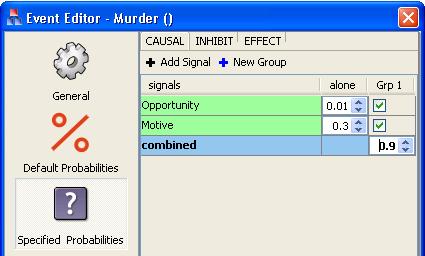 Event Editor - Murder ()
CAUSAL INHIBIT EFFECT
+ Add Signal + New Group
signals alone Grp 1
Opportunity 0.01
Motive 0.3
combined 0.9
General
%
Default Probabilities
?
Specified Probabilities